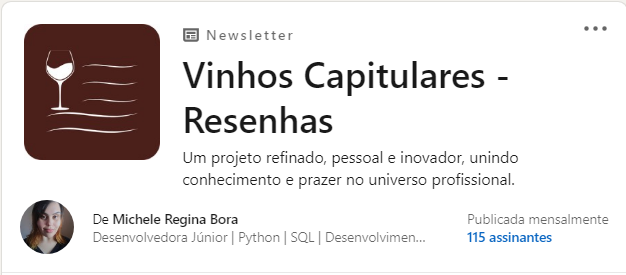 Newsletter
Vinhos Capitulares -
Resenhas
Um projeto refinado, pessoal e inovador, unindo
conhecimento e prazer no universo profissional.
De Michele Regina Bora
Desenvolvedora Júnior | Python | SQL | Desenvolvimen...
Publicada mensalmente
115 assinantes